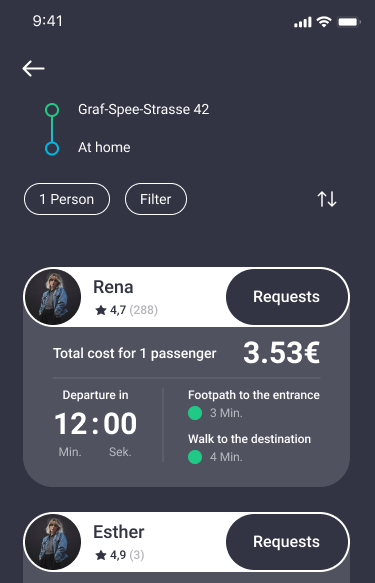 9:41
Graf-Spee-Strasse 42
At home
1 Person
Filter
Rena
4,7 (288)
Requests
Total cost for 1 passenger
3.53€
Departure in
12:00
Min. Sek.
Footpath to the entrance
3 Min.
Walk to the destination
4 Min.
Esther
4,9 (3)
Requests